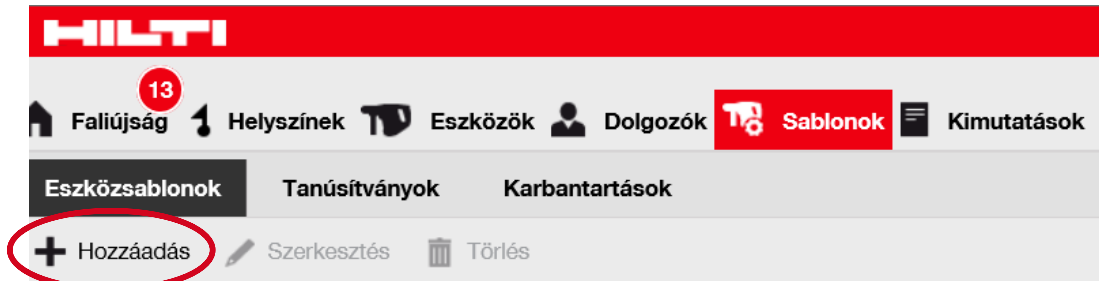 HILTI
13
Faliújság Helyszínek Eszközök Dolgozók Sablonok Kimutatások
Eszközsablonok Tanúsítványok Karbantartások
Hozzáadás Szerkesztés Törlés